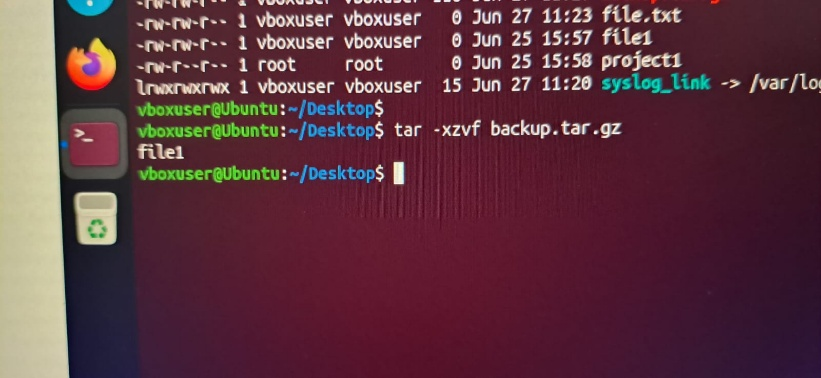 -rw-rw-r-- 1 vboxuser vboxuser 0 Jun 27 11:23 file.txt
-rw-rw-r-- 1 vboxuser vboxuser 0 Jun 25 15:57 file1
-rw-r--r-- 1 root root 0 Jun 25 15:58 project1
lrwxrwxrwx 1 vboxuser vboxuser 15 Jun 27 11:20 syslog_link -> /var/log
vboxuser@Ubuntu:~/Desktop$
vboxuser@Ubuntu:~/Desktop$ tar -xzvf backup.tar.gz
file1
vboxuser@Ubuntu:~/Desktop$
>_